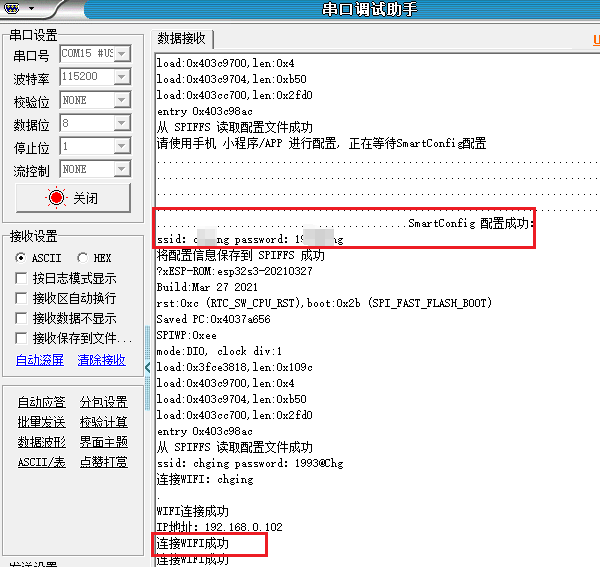 串口调试助手
串口设置
串口号 COM15 #US
波特率 115200
校验位 NONE
数据位 8
停止位 1
流控制 NONE
关闭
接收设置
ASCII HEX
按日志模式显示
接收区自动换行
接收数据不显示
接收保存到文件...
自动滚屏 清除接收
自动应答 分包设置
批量发送 校验计算
数据波形 界面主题
ASCII/表 点赞打赏
发送设置
数据接收
load:0x403c9700,len:0x4
load:0x403c9704,len:0xb50
load:0x403cc700,len:0x2fd0
entry 0x403c98ac
从 SPIFFS 读取配置文件成功
请使用手机 小程序/APP 进行配置, 正在等待SmartConfig配置
SmartConfig 配置成功:
ssid: ching password: 19 ng
将配置信息保存到 SPIFFS 成功
?xESP-ROM:esp32s3-20210327
Build:Mar 27 2021
rst:0xc (RTC_SW_CPU_RST),boot:0x2b (SPI_FAST_FLASH_BOOT)
Saved PC:0x4037a656
SPIWP:0xee
mode:DIO, clock div:1
load:0x3fce3818,len:0x109c
load:0x403c9700,len:0x4
load:0x403c9704,len:0xb50
load:0x403cc700,len:0x2fd0
entry 0x403c98ac
从 SPIFFS 读取配置文件成功
ssid: chging password: 1993@Chg
连接WIFI: chging
.
WIFI连接成功
IP地址: 192.168.0.102
连接WIFI成功
连接WIFI成功